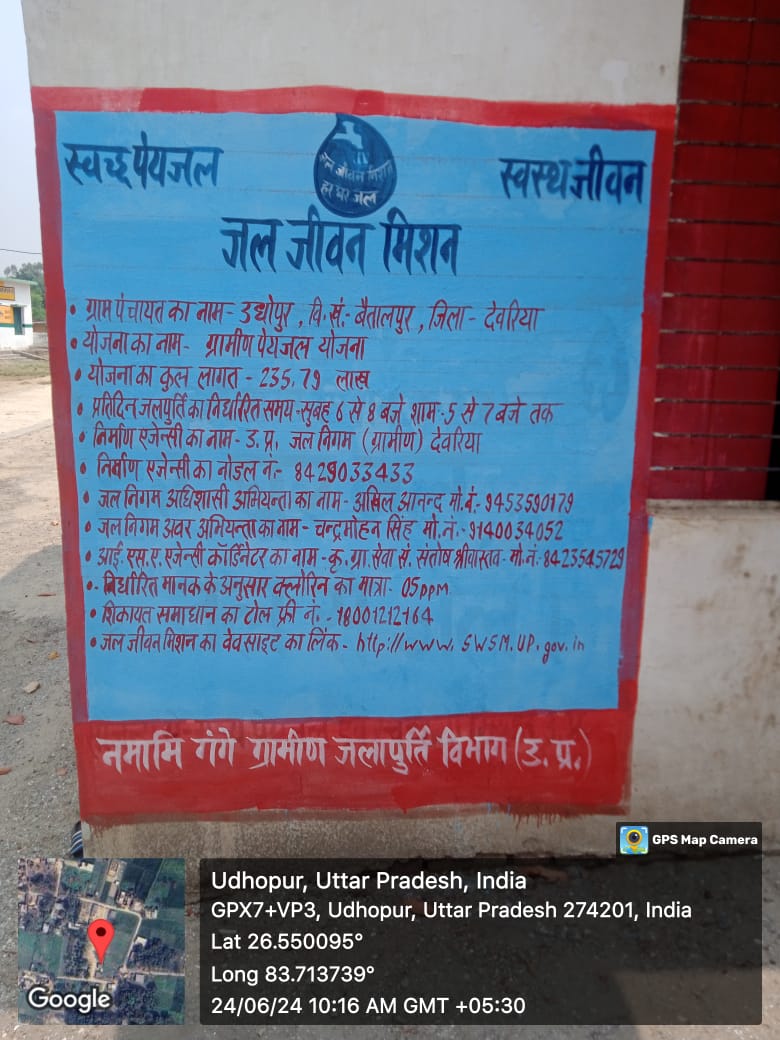 स्वच्छ पेयजल
जल जीवन मिशन
हर घर जल
स्वस्थ जीवन
जल जीवन मिशन
• ग्राम पंचायत का नाम- उधोपुर, वि.खं.- बैतालपुर, जिला- देवरिया
• योजना का नाम- ग्रामीण पेयजल योजना
• योजना का कुल लागत - 235.79 लाख
• प्रतिदिन जलपुर्ति का निर्धारित समय-सुबह 6 से 8 बजे शाम-5 से 7 बजे तक
• निर्माण एजेन्सी का नाम- उ.प्र. जल निगम (ग्रामीण) देवरिया
• निर्माण एजेन्सी का नोडल नं.- 8429033433
• जल निगम अधिशासी अभियन्ता का नाम- अखिल आनन्द मो.नं.- 9453590179
• जल निगम अवर अभियन्ता का नाम- चन्द्रमोहन सिंह मो.नं.-9140034052
• आई.एस.ए. एजेन्सी कॉर्डिनेटर का नाम- कृ.ग्रा.सेवा सं. संतोष श्रीवास्तव- मो.नं.-8423545729
• निर्धारित मानक के अनुसार क्लोरिन का मात्रा- 05ppm
• शिकायत समाधान का टोल फ्री नं. -18001212164
• जल जीवन मिशन का वेवसाइट का लिंक- http://www.SWSM.UP.gov.in
नमामि गंगे ग्रामीण जलापुर्ति विभाग (उ.प्र.)
GPS Map Camera
Udhopur, Uttar Pradesh, India
GPX7+VP3, Udhopur, Uttar Pradesh 274201, India
Lat 26.550095°
Long 83.713739°
24/06/24 10:16 AM GMT +05:30
Google